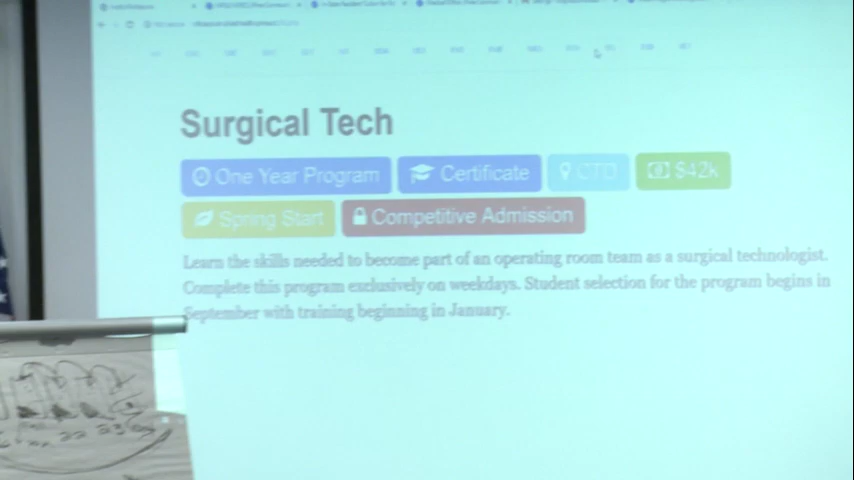 Surgical Tech
One Year Program Certificate CTD $42k
Spring Start Competitive Admission
Learn the skills needed to become part of an operating room team as a surgical technologist.
Complete this program exclusively on weekdays. Student selection for the program begins in
September with training beginning in January.